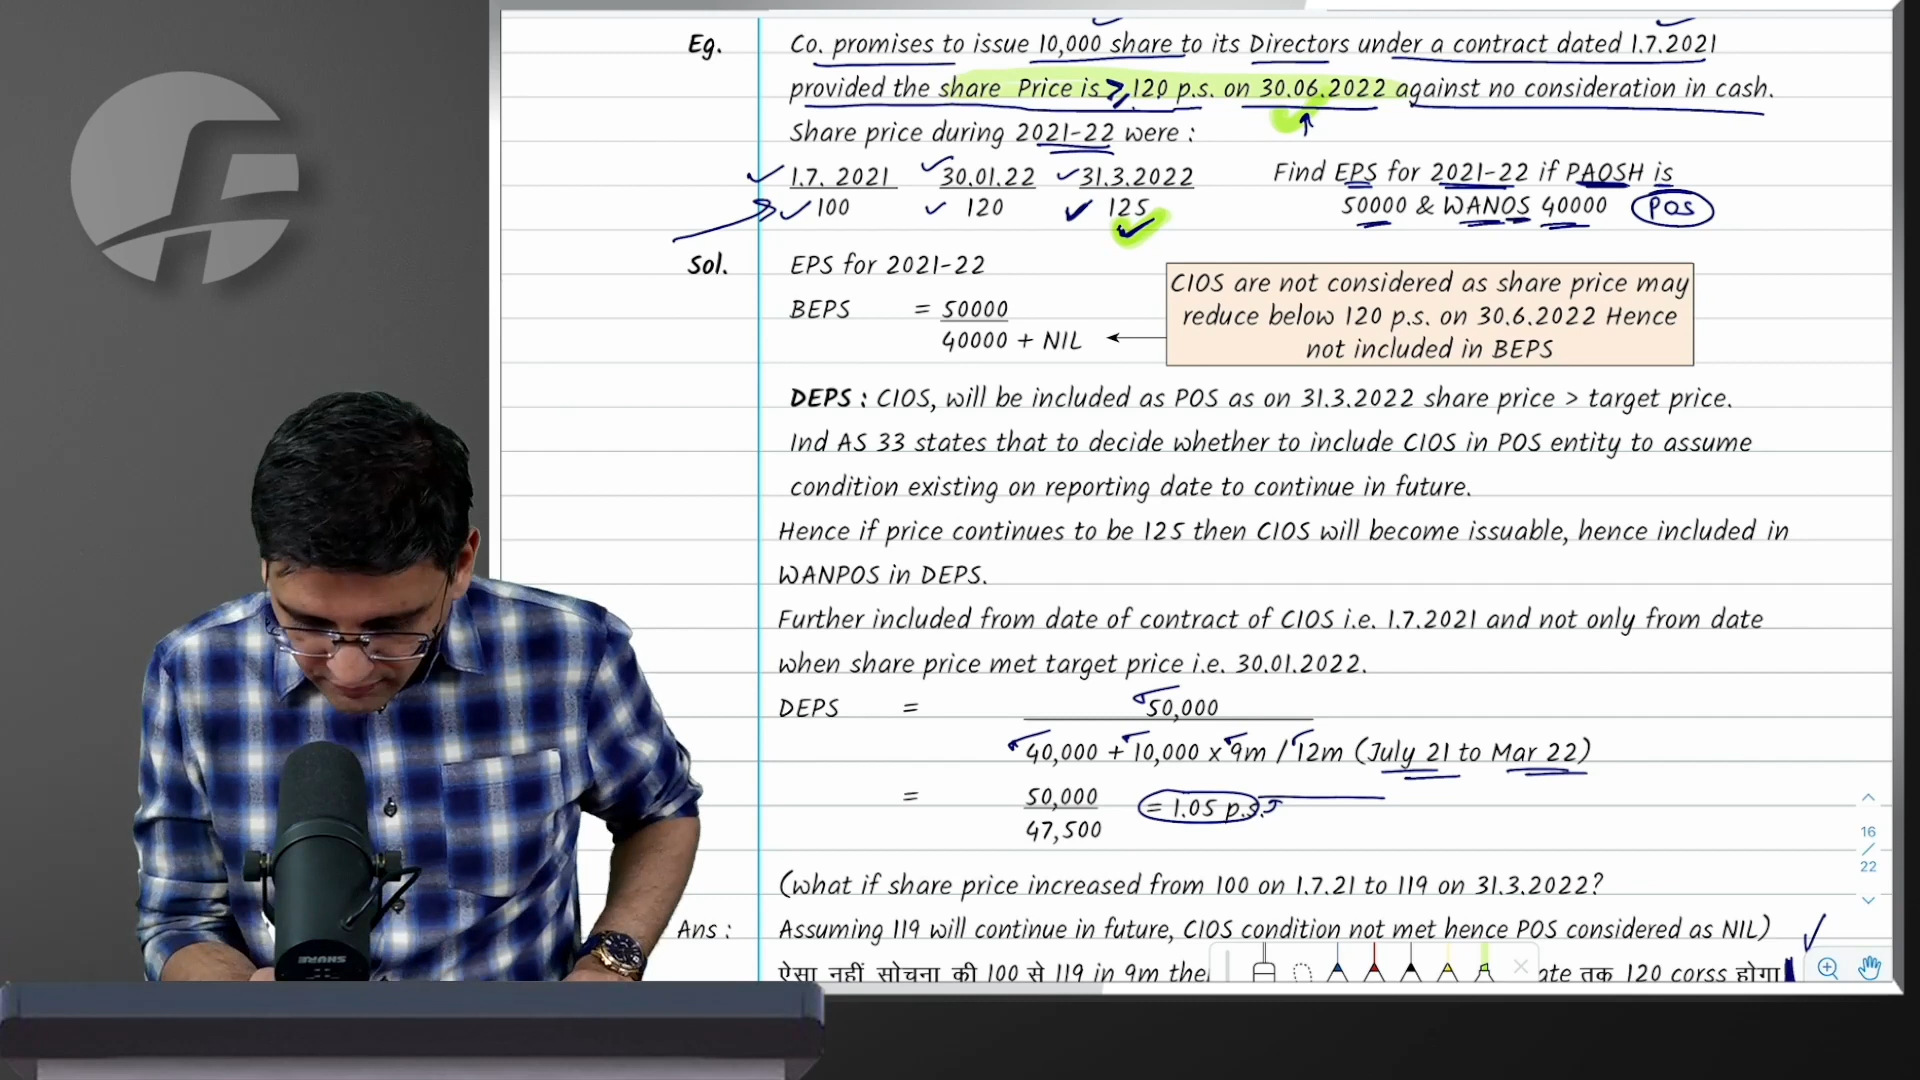 Eg. Co. promises to issue 10,000 share to its Directors under a contract dated 1.7.2021
provided the share Price is ≥ 120 p.s. on 30.06.2022 against no consideration in cash.
Share price during 2021-22 were :
1.7. 2021 30.01.22 31.3.2022
100 120 125
Find EPS for 2021-22 if PAOSH is
50000 & WANOS 40000 POS
Sol. EPS for 2021-22
BEPS = 50000
40000 + NIL
CIOS are not considered as share price may
reduce below 120 p.s. on 30.6.2022 Hence
not included in BEPS
DEPS : CIOS, will be included as POS as on 31.3.2022 share price > target price.
Ind AS 33 states that to decide whether to include CIOS in POS entity to assume
condition existing on reporting date to continue in future.
Hence if price continues to be 125 then CIOS will become issuable, hence included in
WANPOS in DEPS.
Further included from date of contract of CIOS i.e. 1.7.2021 and not only from date
when share price met target price i.e. 30.01.2022.
DEPS = 50,000
40,000 + 10,000 x 9m / 12m (July 21 to Mar 22)
= 50,000 = 1.05 p.s.
47,500
(what if share price increased from 100 on 1.7.21 to 119 on 31.3.2022?
Ans : Assuming 119 will continue in future, CIOS condition not met hence POS considered as NIL)
ऐसा नहीं सोचना की 100 से 119 in 9m तक 120 corss होगा
16
/
22
SHURE